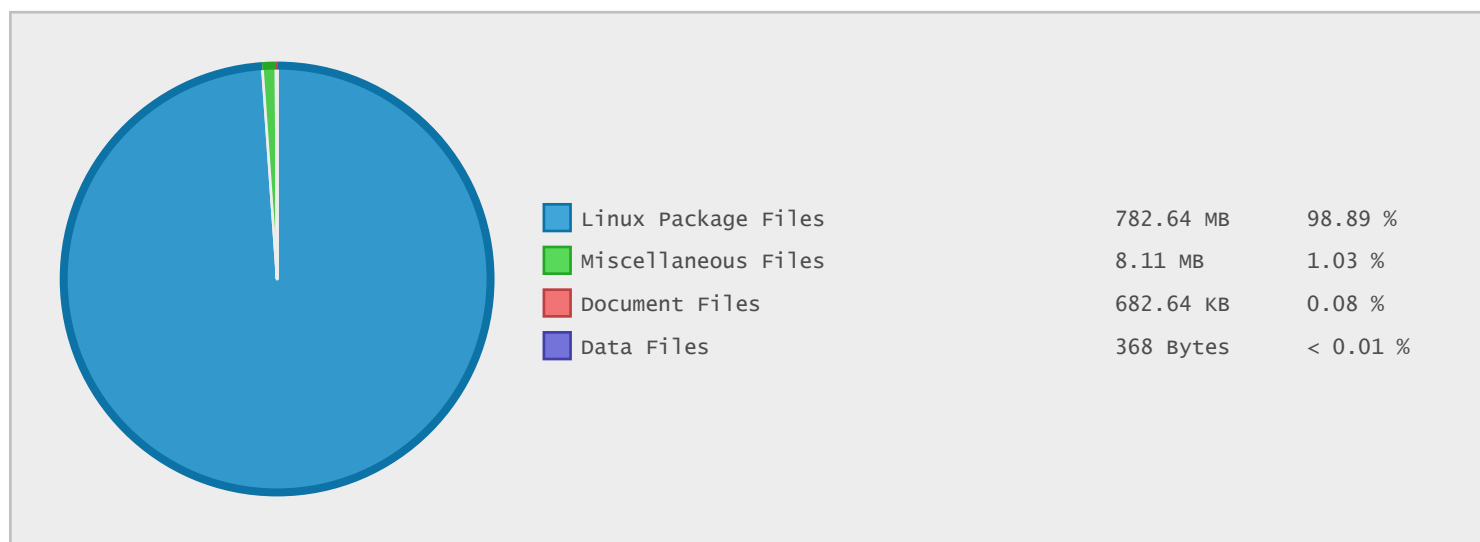 Linux Package Files 782.64 MB 98.89 %
Miscellaneous Files 8.11 MB 1.03 %
Document Files 682.64 KB 0.08 %
Data Files 368 Bytes < 0.01 %